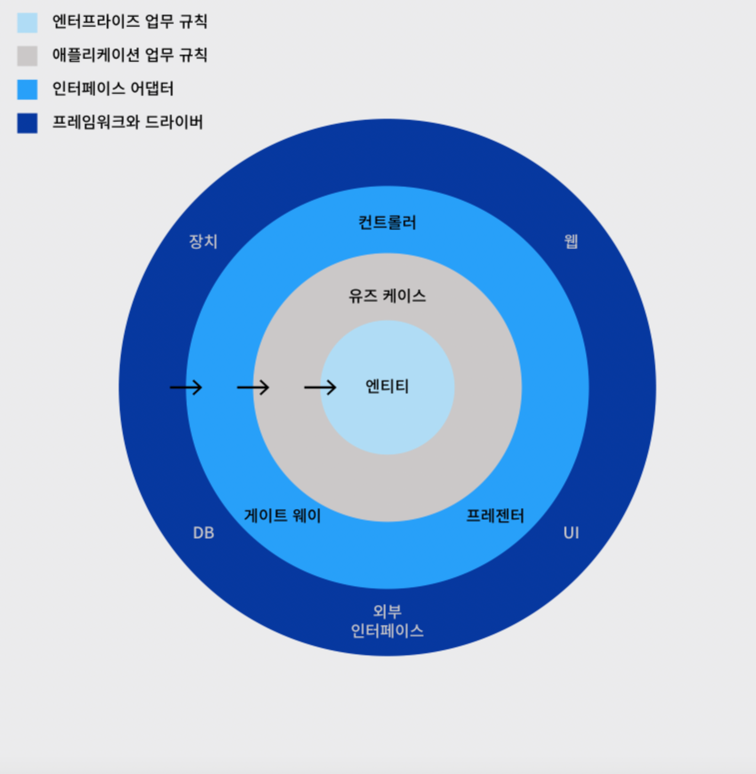 엔터프라이즈 업무 규칙
애플리케이션 업무 규칙
인터페이스 어댑터
프레임워크와 드라이버
컨트롤러
장치
웹
유즈 케이스
엔티티
게이트 웨이
프레젠터
DB
UI
외부
인터페이스